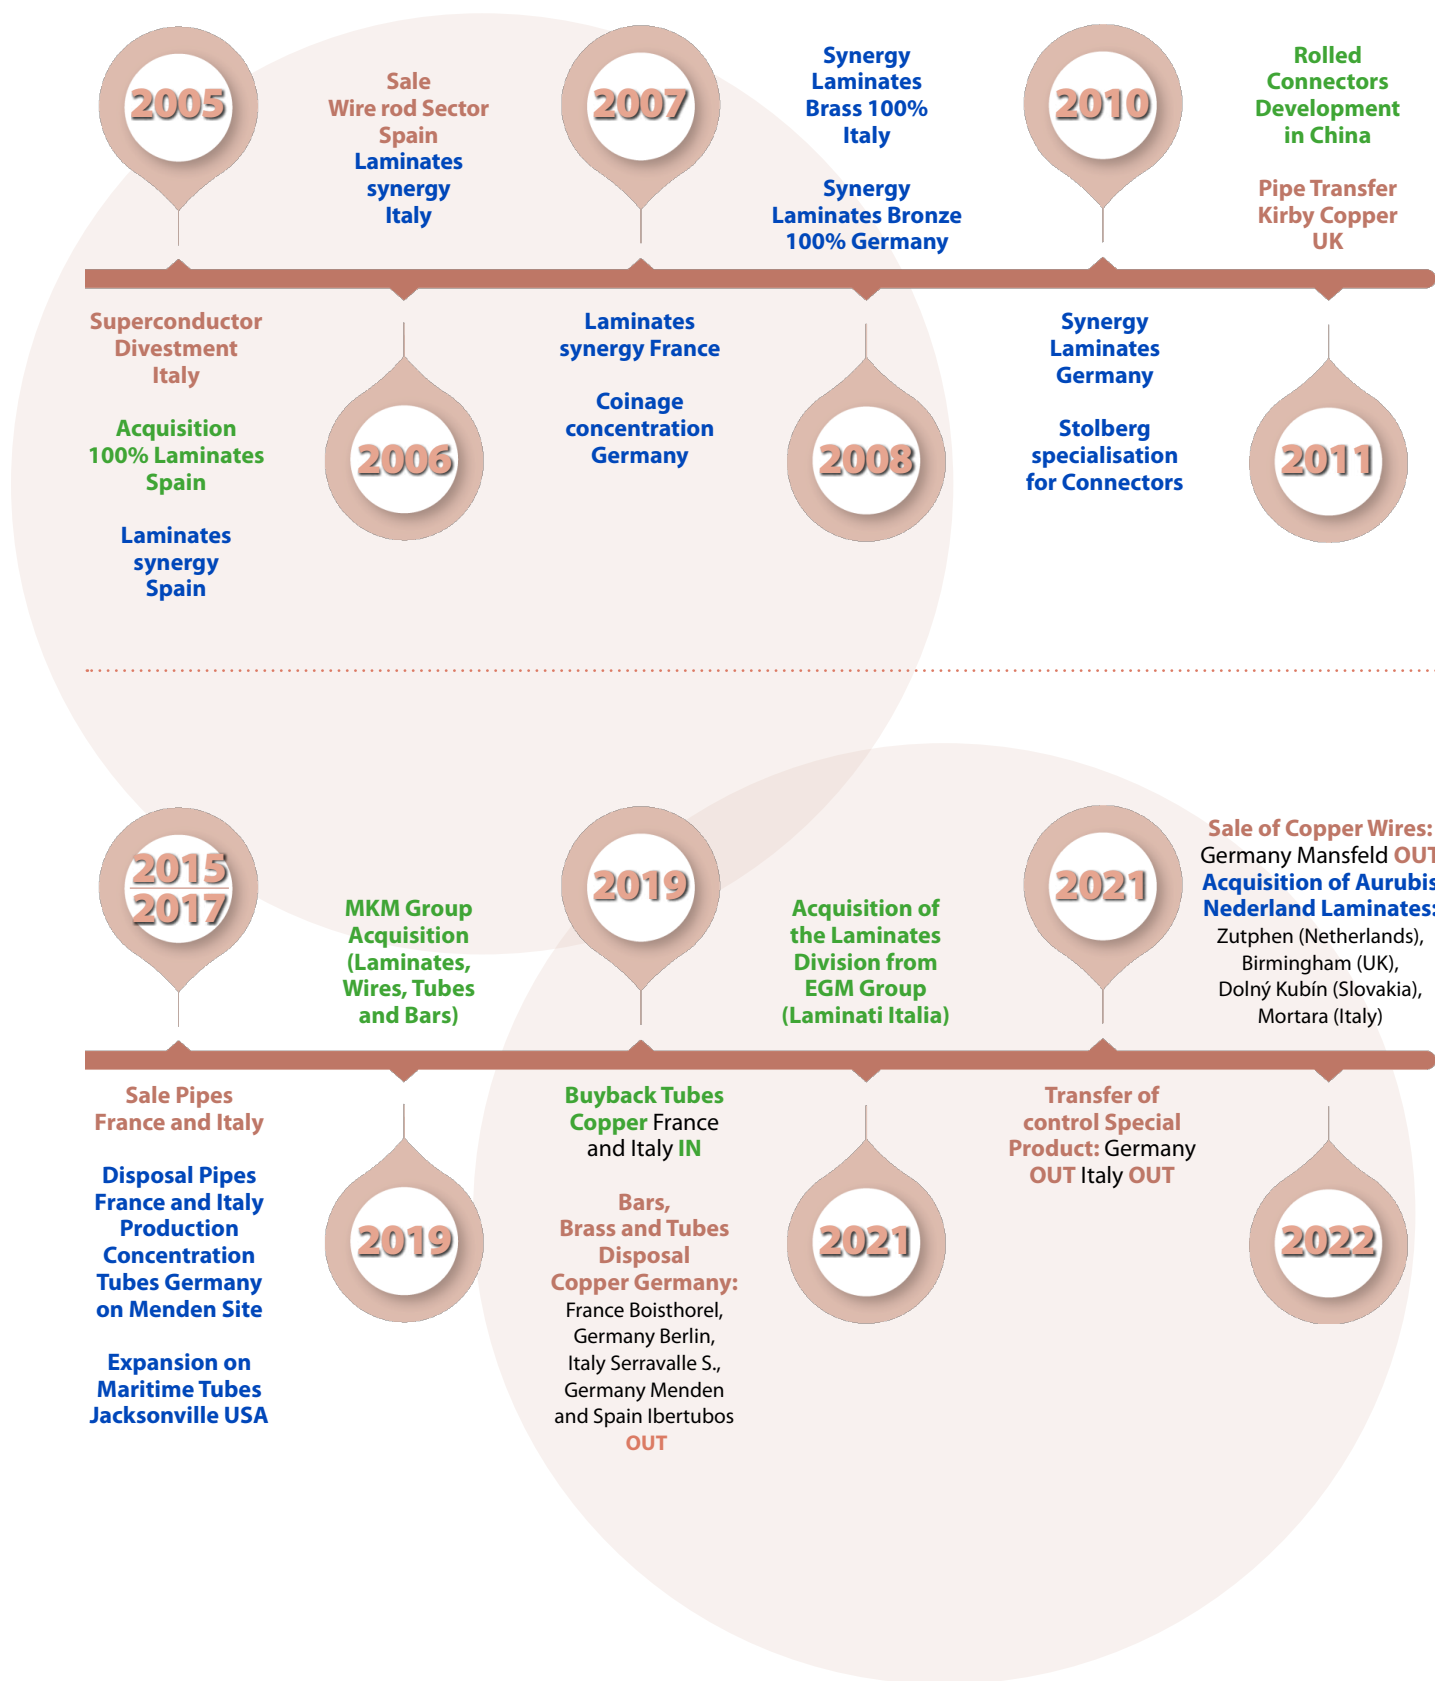 2005
Superconductor
Divestment
Italy
Acquisition
100% Laminates
Spain
Laminates
synergy
Spain
Sale
Wire rod Sector
Spain
Laminates
synergy
Italy
2006
2007
Laminates
synergy France
Coinage
concentration
Germany
Synergy
Laminates
Brass 100%
Italy
Synergy
Laminates Bronze
100% Germany
2008
2010
Synergy
Laminates
Germany
Stolberg
specialisation
for Connectors
Rolled
Connectors
Development
in China
Pipe Transfer
Kirby Copper
UK
2011
2015
2017
Sale Pipes
France and Italy
Disposal Pipes
France and Italy
Production
Concentration
Tubes Germany
on Menden Site
Expansion on
Maritime Tubes
Jacksonville USA
MKM Group
Acquisition
(Laminates,
Wires, Tubes
and Bars)
2019
2019
Buyback Tubes
Copper France
and Italy IN
Bars,
Brass and Tubes
Disposal
Copper Germany:
France Boisthorel,
Germany Berlin,
Italy Serravalle S.,
Germany Menden
and Spain Ibertubos
OUT
Acquisition of
the Laminates
Division from
EGM Group
(Laminati Italia)
2021
2021
Transfer of
control Special
Product: Germany
OUT Italy OUT
Sale of Copper Wires:
Germany Mansfeld OUT
Acquisition of Aurubis
Nederland Laminates:
Zutphen (Netherlands),
Birmingham (UK),
Dolný Kubín (Slovakia),
Mortara (Italy)
2022